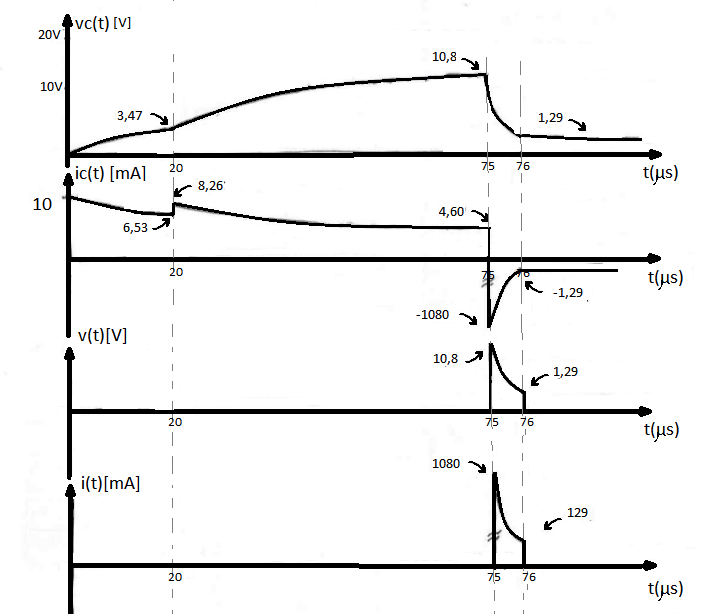 vc(t) [V]
20V
10V
3,47
10,8
1,29
20
75
76
t(μs)
ic(t) [mA]
10
8,26
6,53
4,60
20
75
76
t(μs)
-1,29
-1080
v(t)[V]
10,8
1,29
20
75
76
t(μs)
1080
i(t)[mA]
129
20
75
76
t(μs)